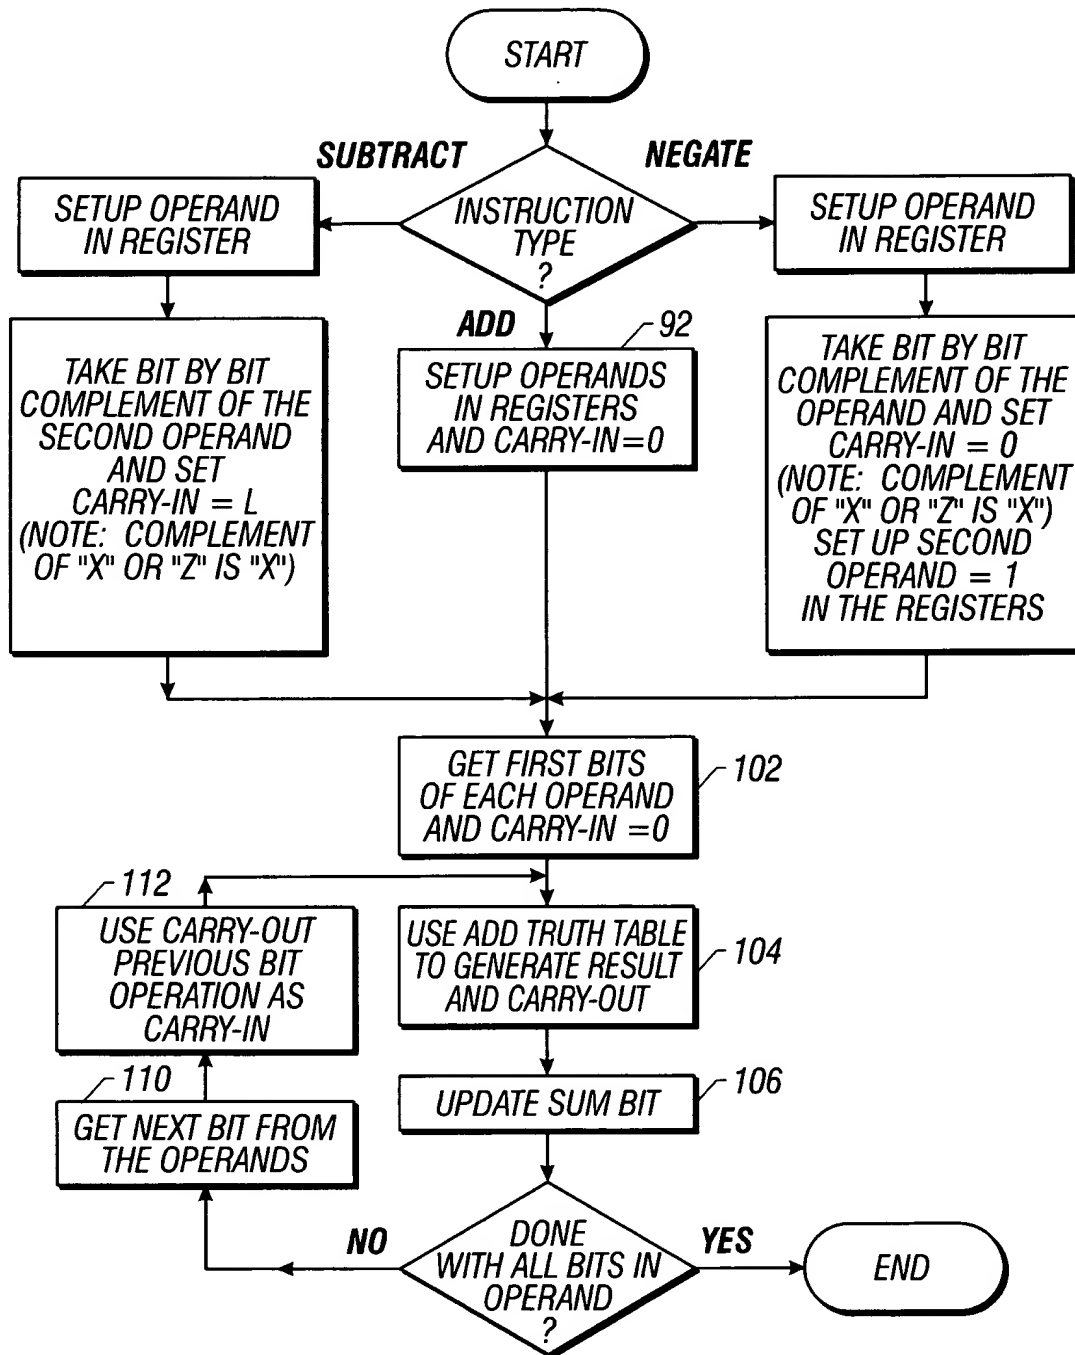 START
SUBTRACT
NEGATE
INSTRUCTION
TYPE
?
SETUP OPERAND
IN REGISTER
SETUP OPERAND
IN REGISTER
ADD
92
TAKE BIT BY BIT
COMPLEMENT OF THE
SECOND OPERAND
AND SET
CARRY-IN = L
(NOTE: COMPLEMENT
OF "X" OR "Z" IS "X")
SETUP OPERANDS
IN REGISTERS
AND CARRY-IN=0
TAKE BIT BY BIT
COMPLEMENT OF THE
OPERAND AND SET
CARRY-IN = 0
(NOTE: COMPLEMENT
OF "X" OR "Z" IS "X")
SET UP SECOND
OPERAND = 1
IN THE REGISTERS
GET FIRST BITS
OF EACH OPERAND
AND CARRY-IN =0
102
112
USE CARRY-OUT
PREVIOUS BIT
OPERATION AS
CARRY-IN
USE ADD TRUTH TABLE
TO GENERATE RESULT
AND CARRY-OUT
104
110
GET NEXT BIT FROM
THE OPERANDS
UPDATE SUM BIT
106
NO
DONE
WITH ALL BITS IN
OPERAND
?
YES
END